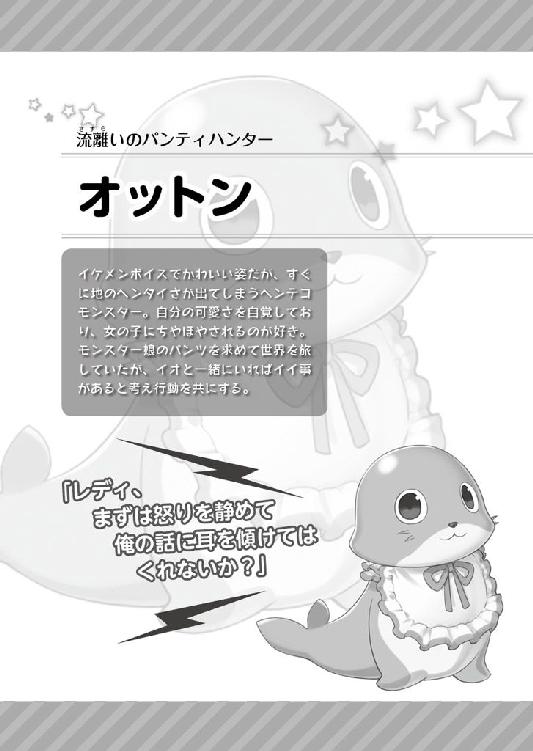 さすら
流離いのパンティハンター
オットン
イケメンボイスでかわいい姿だが、すぐ
に地のヘンタイさが出てしまうヘンテコ
モンスター。自分の可愛さを自覚してお
り、女の子にちやほやされるのが好き。
モンスター娘のパンツを求めて世界を旅
していたが、イオと一緒にいればイイ事
があると考え行動を共にする。
「レディ、
まずは怒りを静めて
俺の話に耳を傾けては
くれないか？」